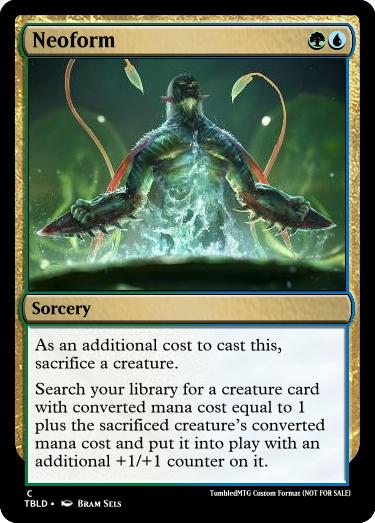 Neoform
Sorcery
As an additional cost to cast this,
sacrifice a creature.
Search your library for a creature card
with converted mana cost equal to 1
plus the sacrificed creature's converted
mana cost and put it into play with an
additional +1/+1 counter on it.
C
TBLD • Bram Sels
TumbledMTG Custom Format (NOT FOR SALE)